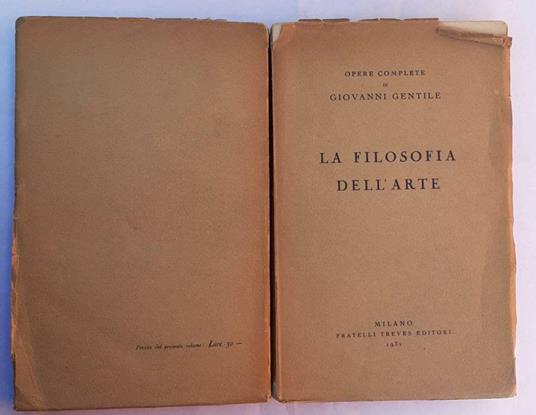 OPERE COMPLETE
DI
GIOVANNI GENTILE
LA FILOSOFIA
DELL'ARTE
MILANO
FRATELLI TREVES EDITORI
1931
Prezzo del presente volume: Lire 30 —